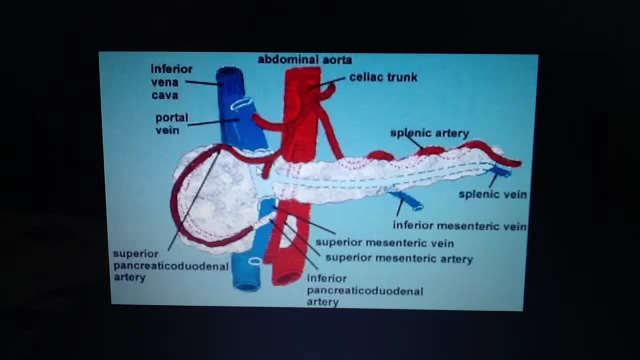 abdominal aorta
inferior
vena
cava
celiac trunk
portal
vein
splenic artery
splenic vein
inferior mesenteric vein
superior mesenteric vein
superior mesenteric artery
superior
pancreaticoduodenal
artery
inferior
pancreaticoduodenal
artery